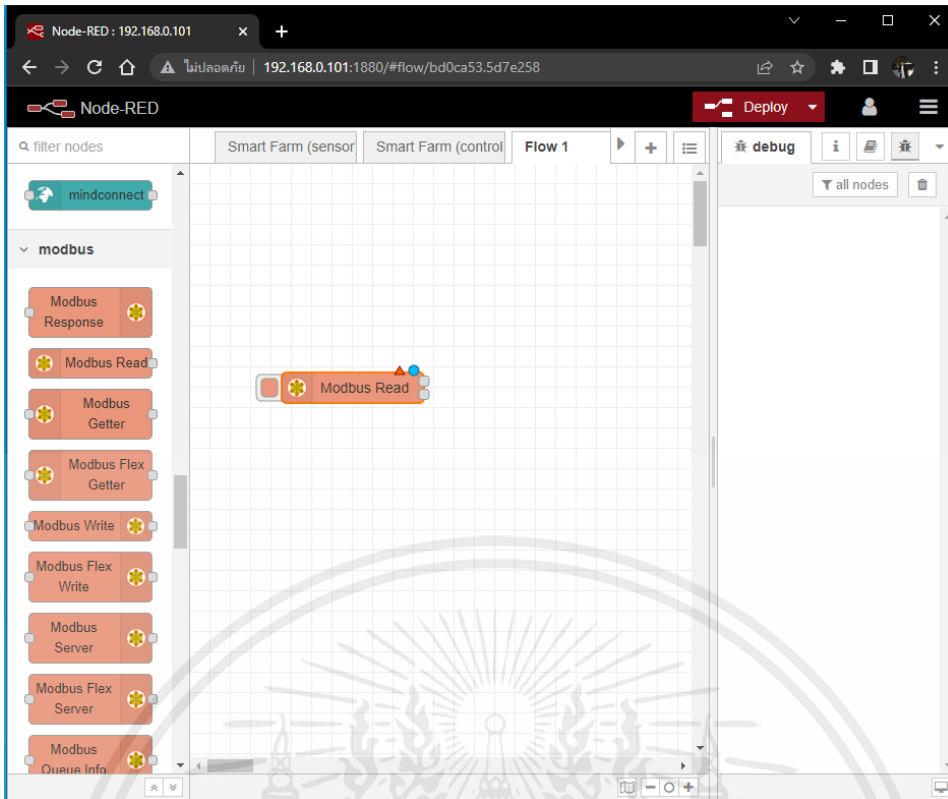 Node-RED : 192.168.0.101
ไม่ปลอดภัย | 192.168.0.101:1880/#flow/bd0ca53.5d7e258
Node-RED
Deploy
filter nodes
Smart Farm (sensor
Smart Farm (control
Flow 1
debug
i
all nodes
mindconnect
modbus
Modbus
Response
Modbus Read
Modbus
Getter
Modbus Flex
Getter
Modbus Write
Modbus Flex
Write
Modbus
Server
Modbus Flex
Server
Modbus
Queue Info
Modbus Read